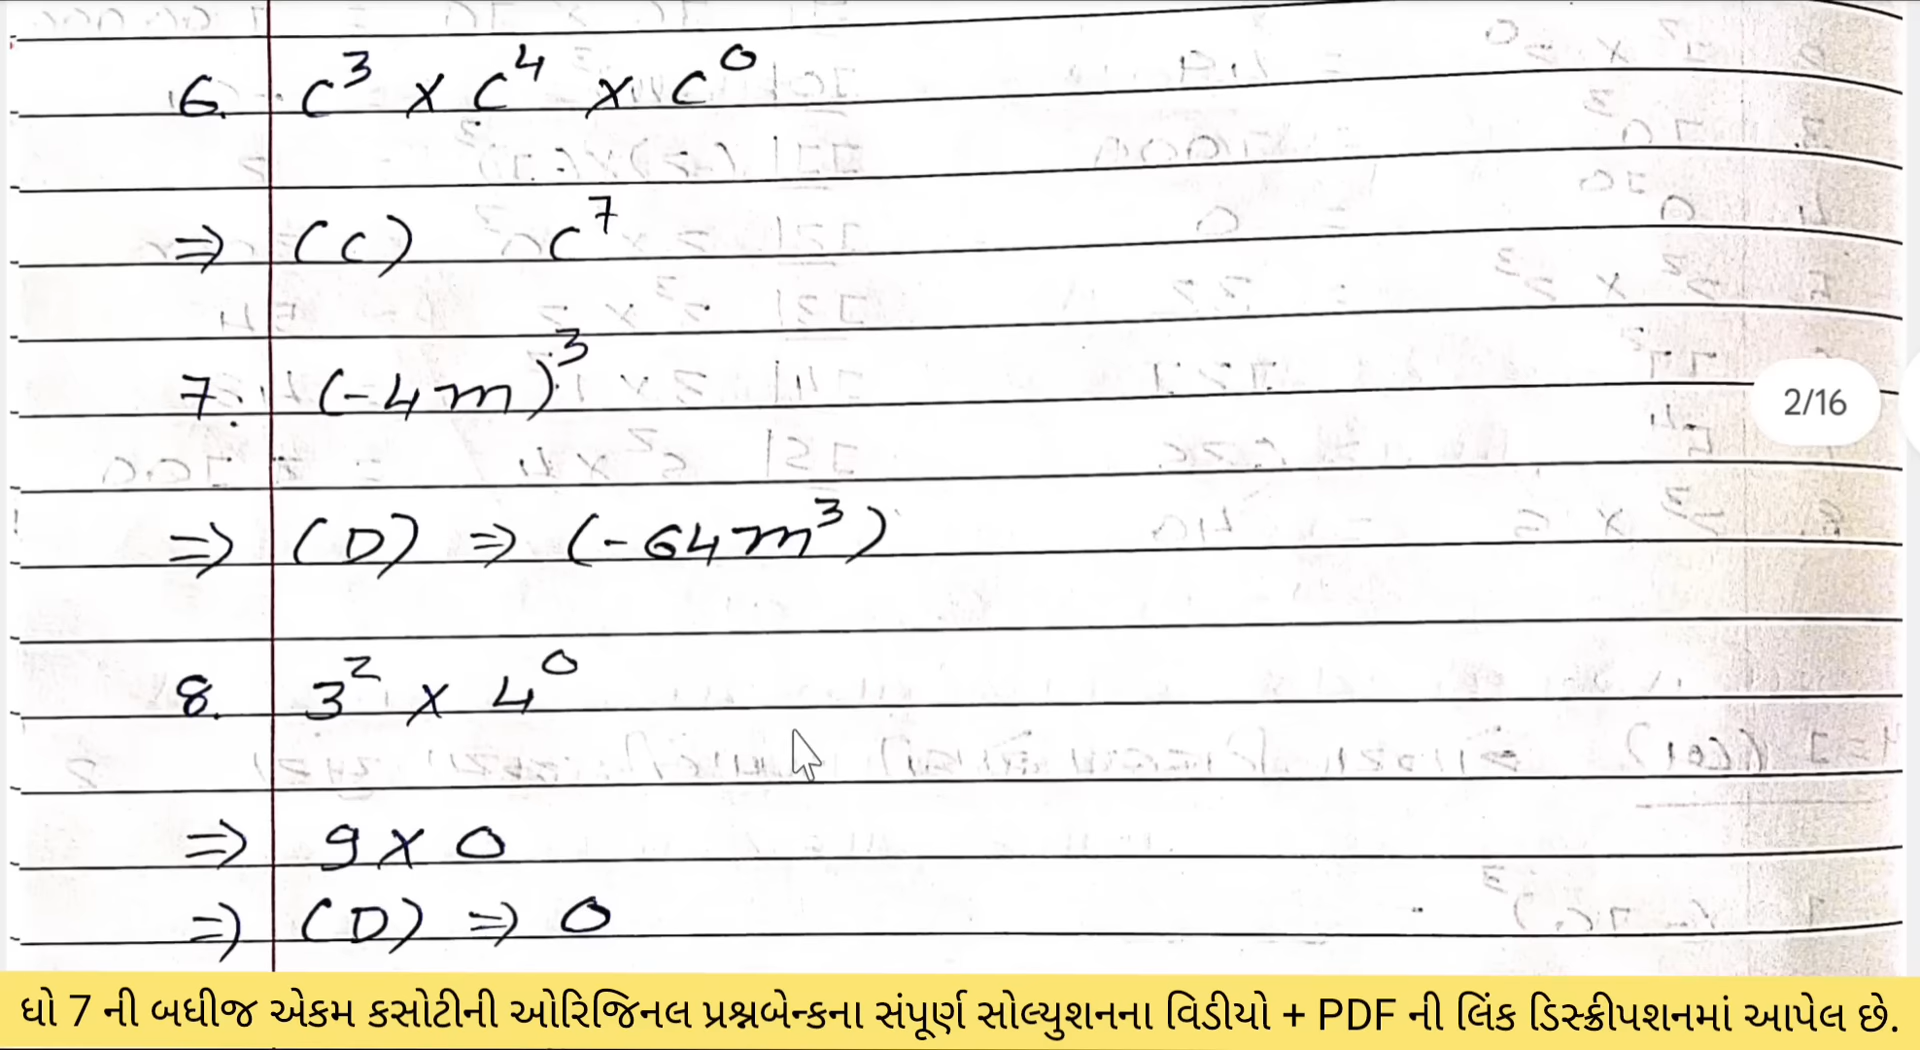 6. c³ × c⁴ × c⁰
⇒ (C) c⁷
7. (-4m)³
2/16
⇒ (D) ⇒ (-64m³)
8. 3² × 4⁰
⇒ 9 × 0
⇒ (D) ⇒ 0
ધો 7 ની બધીજ એકમ કસોટીની ઓરિજિનલ પ્રશ્નબેન્કના સંપૂર્ણ સોલ્યુશનના વિડીયો + PDF ની લિંક ડિસ્ક્રીપશનમાં આપેલ છે.